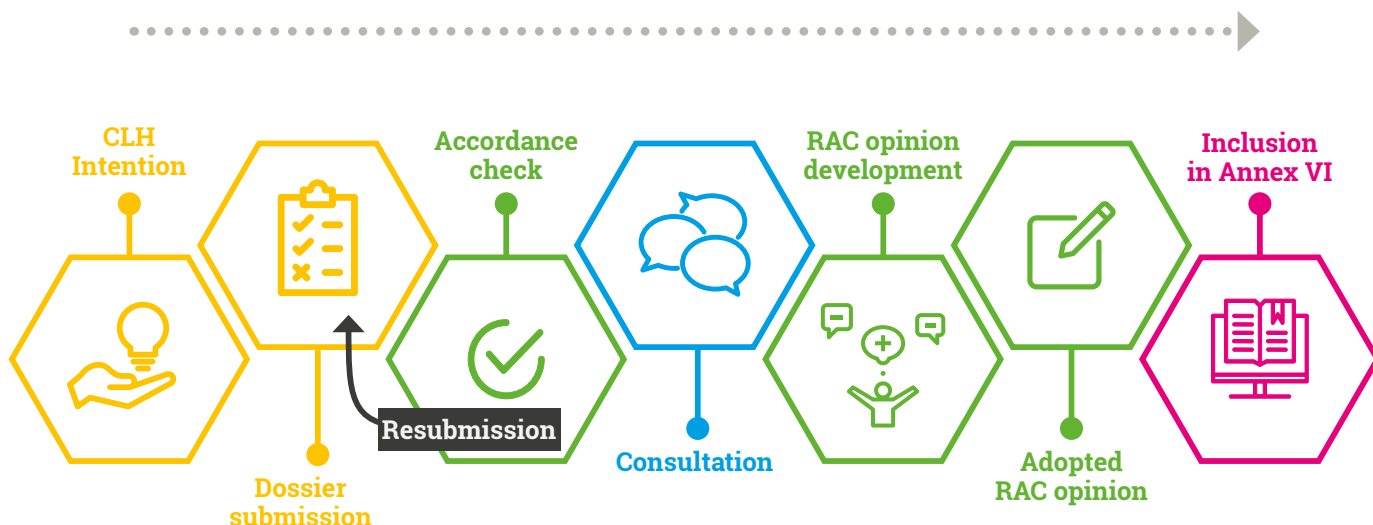 CLH
Intention
Dossier
submission
Accordance
check
Resubmission
Consultation
RAC opinion
development
Adopted
RAC opinion
Inclusion
in Annex VI